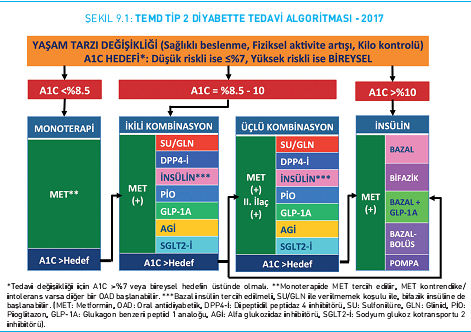 ŞEKİL 9.1: TEMD TİP 2 DİYABETTE TEDAVİ ALGORİTMASI - 2017
YAŞAM TARZI DEĞİŞİKLİĞİ (Sağlıklı beslenme, Fiziksel aktivite artışı, Kilo kontrolü)
A1C HEDEFİ*: Düşük riskli ise ≤%7, Yüksek riskli ise BİREYSEL
A1C <%8.5
A1C = %8.5 - 10
A1C >%10
MONOTERAPİ
MET**
A1C >Hedef
İKİLİ KOMBİNASYON
MET
(+)
SU/GLN
DPP4-İ
İNSÜLİN***
PİO
GLP-1A
AGİ
SGLT2-İ
A1C >Hedef
ÜÇLÜ KOMBİNASYON
MET
(+)
II. İlaç
(+)
SU/GLN
DPP4-İ
İNSÜLİN***
PİO
GLP-1A
AGİ
SGLT2-İ
A1C >Hedef
İNSÜLİN
MET
(+)
BAZAL
BİFAZİK
BAZAL +
GLP-1A
BAZAL-
BOLÜS
POMPA
*Tedavi değişikliği için A1C >%7 veya bireysel hedefin üstünde olmalı. **Monoterapide MET tercih edilir, MET kontrendike/
intolerans varsa diğer bir OAD başlanabilir. ***Bazal insülin tercih edilmeli, SU/GLN ile verilmemek koşulu ile, bifazik insüline de
başlanabilir. (MET: Metformin, OAD: Oral antidiyabetik, DPP4-İ: Dipeptidil peptidaz 4 inhibitörü, SU: Sulfonilüre, GLN: Glinid, PİO:
Pioglitazon, GLP-1A: Glukagon benzeri peptid 1 analoğu, AGİ: Alfa glukozidaz inhibitörü, SGLT2-İ: Sodyum glukoz kotransportu 2
inhibitörü).